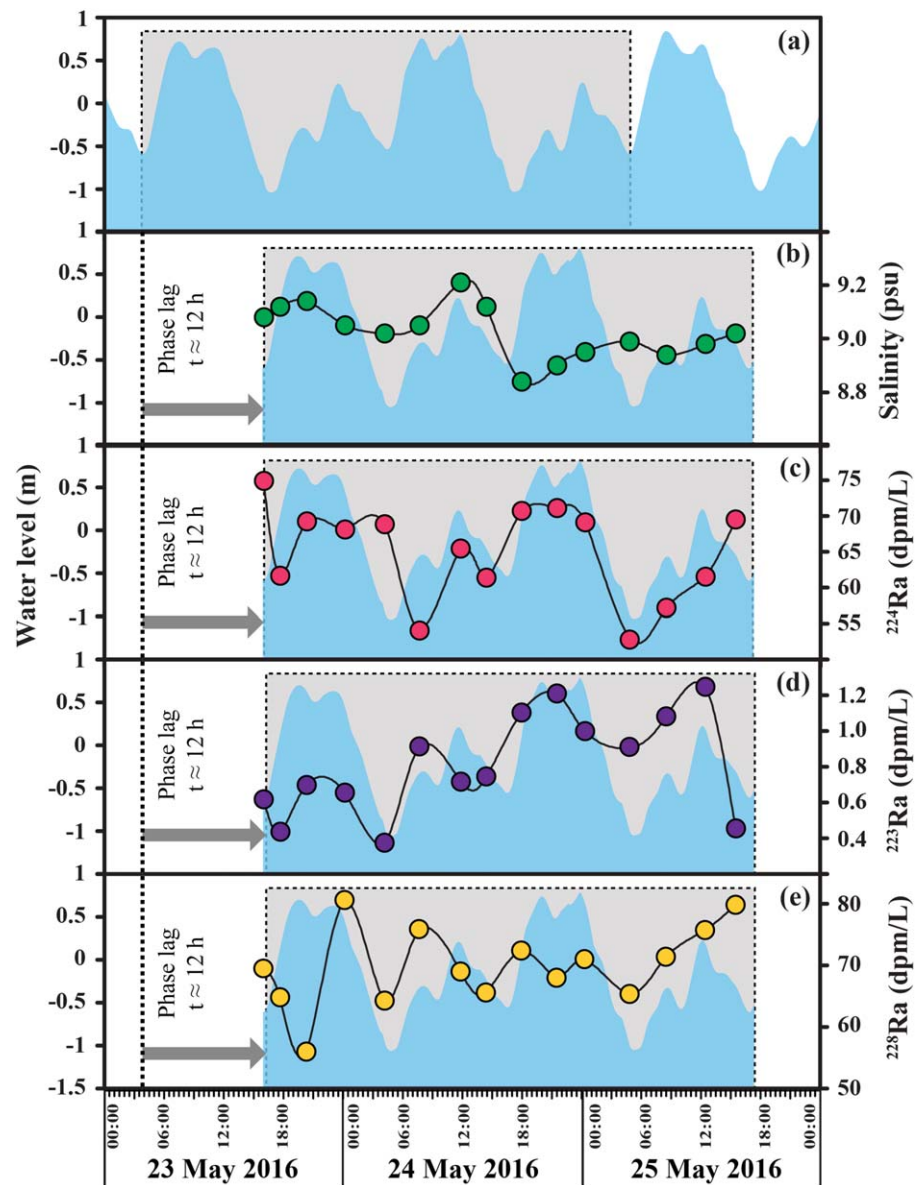 1
0.5
0
-0.5
-1
(a)
1
0.5
0
-0.5
-1
Phase lag
t ≈ 12 h
(b)
9.2
9.0
8.8
Salinity (psu)
1
0.5
0
-0.5
-1
Phase lag
t ≈ 12 h
(c)
75
70
65
60
55
²²⁴Ra (dpm/L)
Water level (m)
1
0.5
0
-0.5
-1
Phase lag
t ≈ 12 h
(d)
1.2
1.0
0.8
0.6
0.4
²²³Ra (dpm/L)
1
0.5
0
-0.5
-1
-1.5
Phase lag
t ≈ 12 h
(e)
80
70
60
50
²²⁸Ra (dpm/L)
00:00 06:00 12:00 18:00 00:00 06:00 12:00 18:00 00:00 06:00 12:00 18:00 00:00
23 May 2016 24 May 2016 25 May 2016